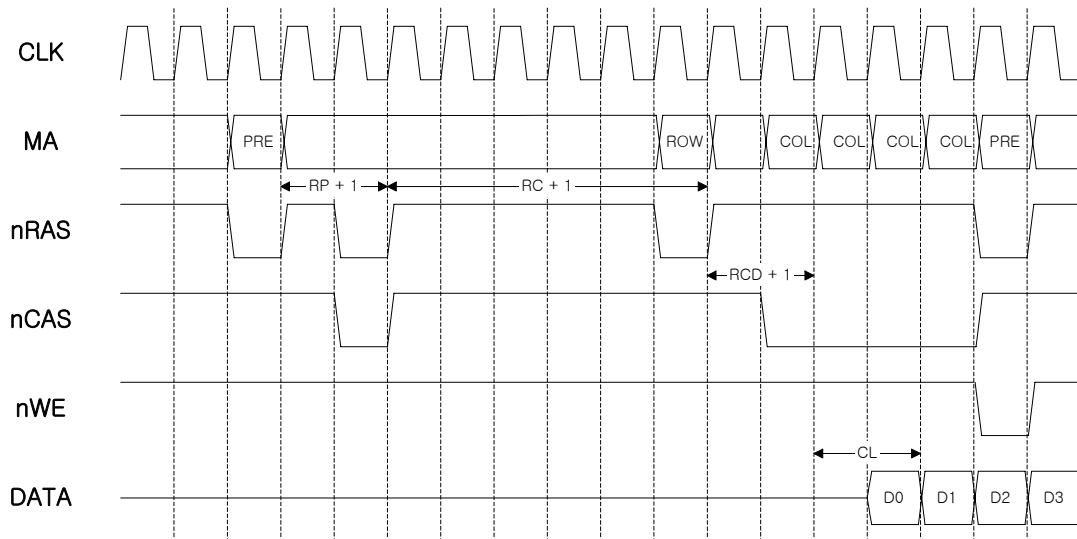 CLK
MA
PRE
ROW
COL
COL
COL
COL
PRE
RP + 1
RC + 1
nRAS
RCD + 1
nCAS
nWE
CL
DATA
D0
D1
D2
D3